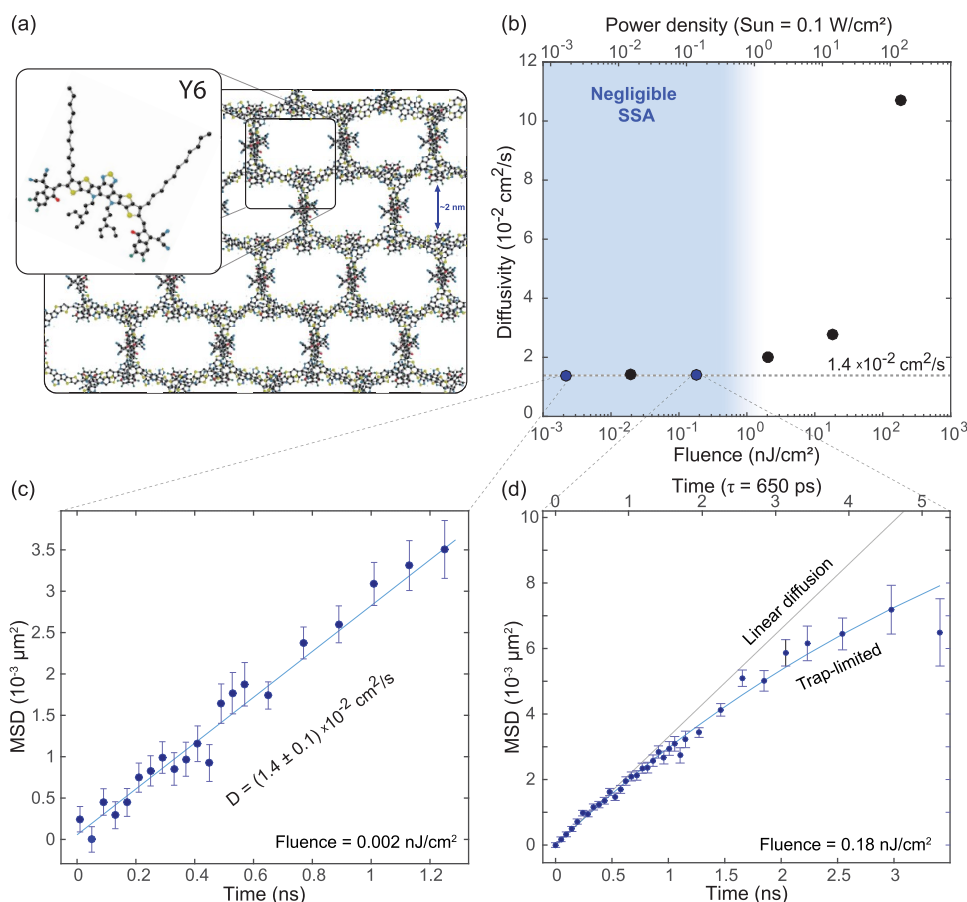 (a)
Y6
~2 nm
(b)
Power density (Sun = 0.1 W/cm²)
10⁻³ 10⁻² 10⁻¹ 10⁰ 10¹ 10²
12
10
8
6
4
2
0
Diffusivity (10⁻² cm²/s)
Negligible
SSA
1.4 ×10⁻² cm²/s
10⁻³ 10⁻² 10⁻¹ 10⁰ 10¹ 10² 10³
Fluence (nJ/cm²)
(c)
3.5
3
2.5
2
1.5
1
0.5
0
MSD (10⁻³ µm²)
D = (1.4 ± 0.1) ×10⁻² cm²/s
Fluence = 0.002 nJ/cm²
0 0.2 0.4 0.6 0.8 1.0 1.2
Time (ns)
(d)
Time (τ = 650 ps)
0 1 2 3 4 5
10
8
6
4
2
0
MSD (10⁻³ µm²)
Linear diffusion
Trap-limited
Fluence = 0.18 nJ/cm²
0 0.5 1 1.5 2 2.5 3
Time (ns)